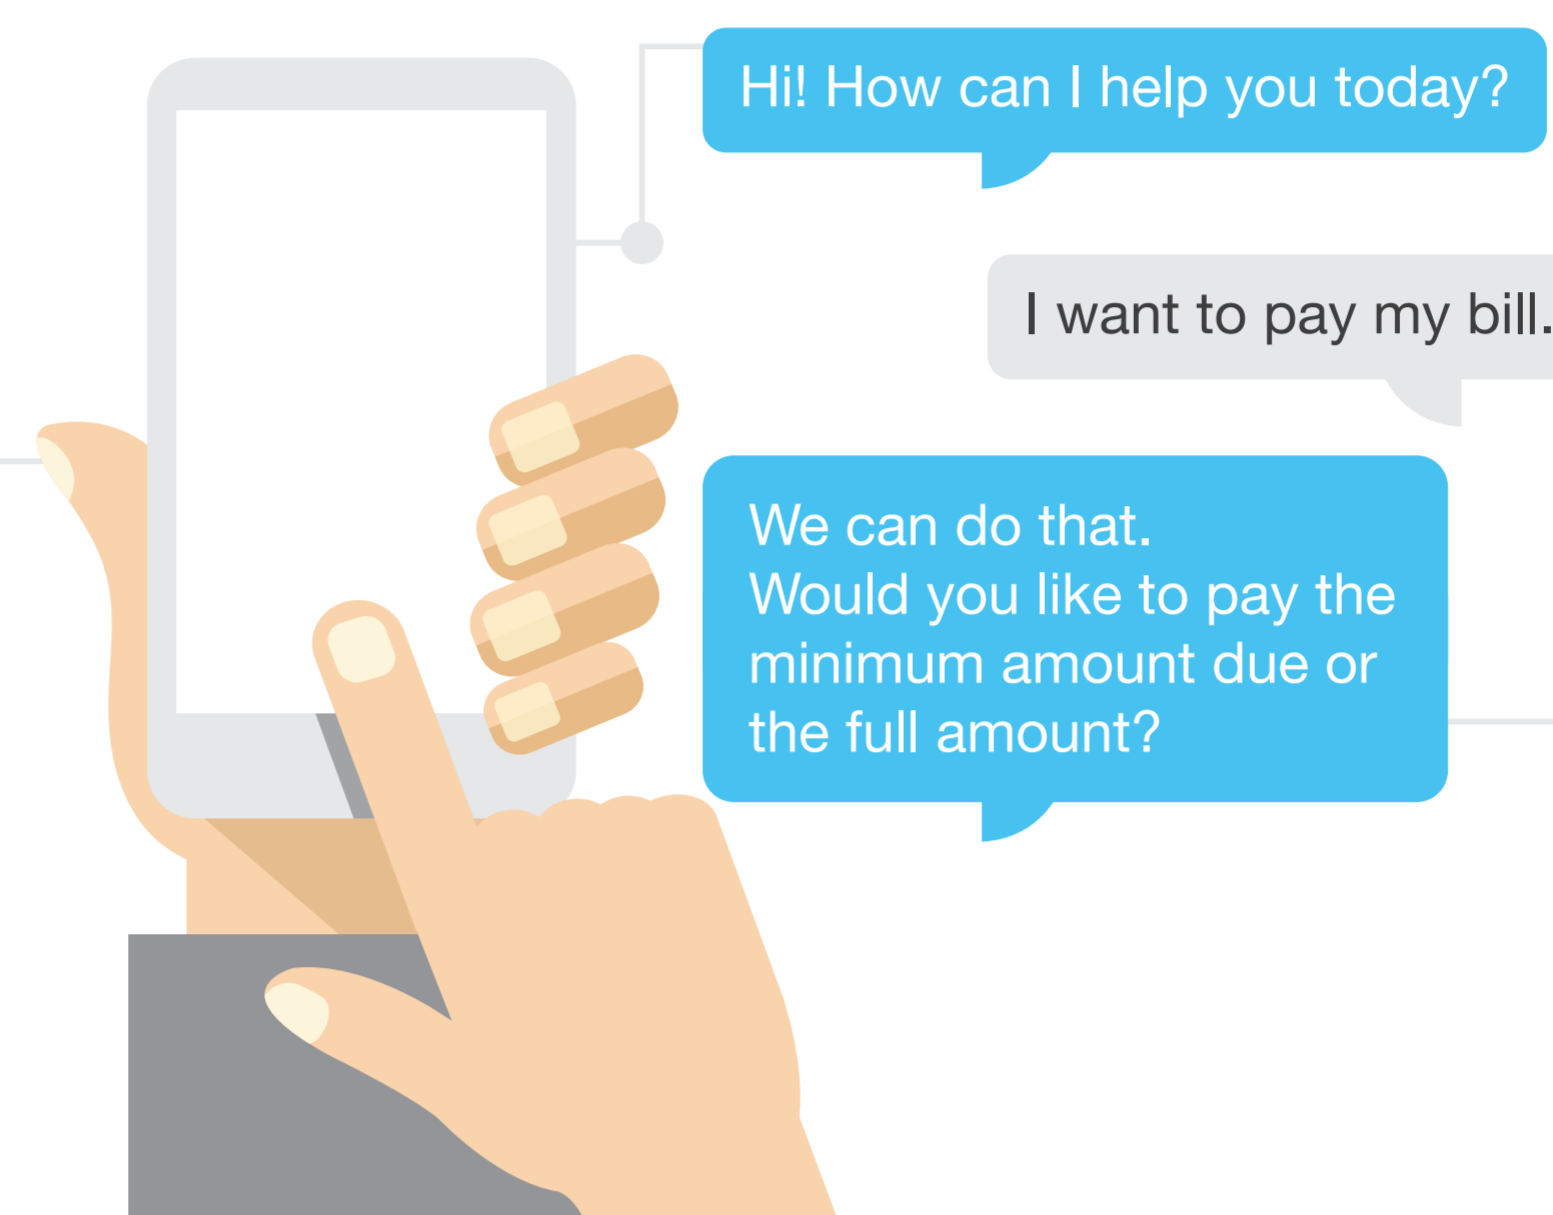 Hi! How can I help you today?
I want to pay my bill.
We can do that.
Would you like to pay the
minimum amount due or
the full amount?